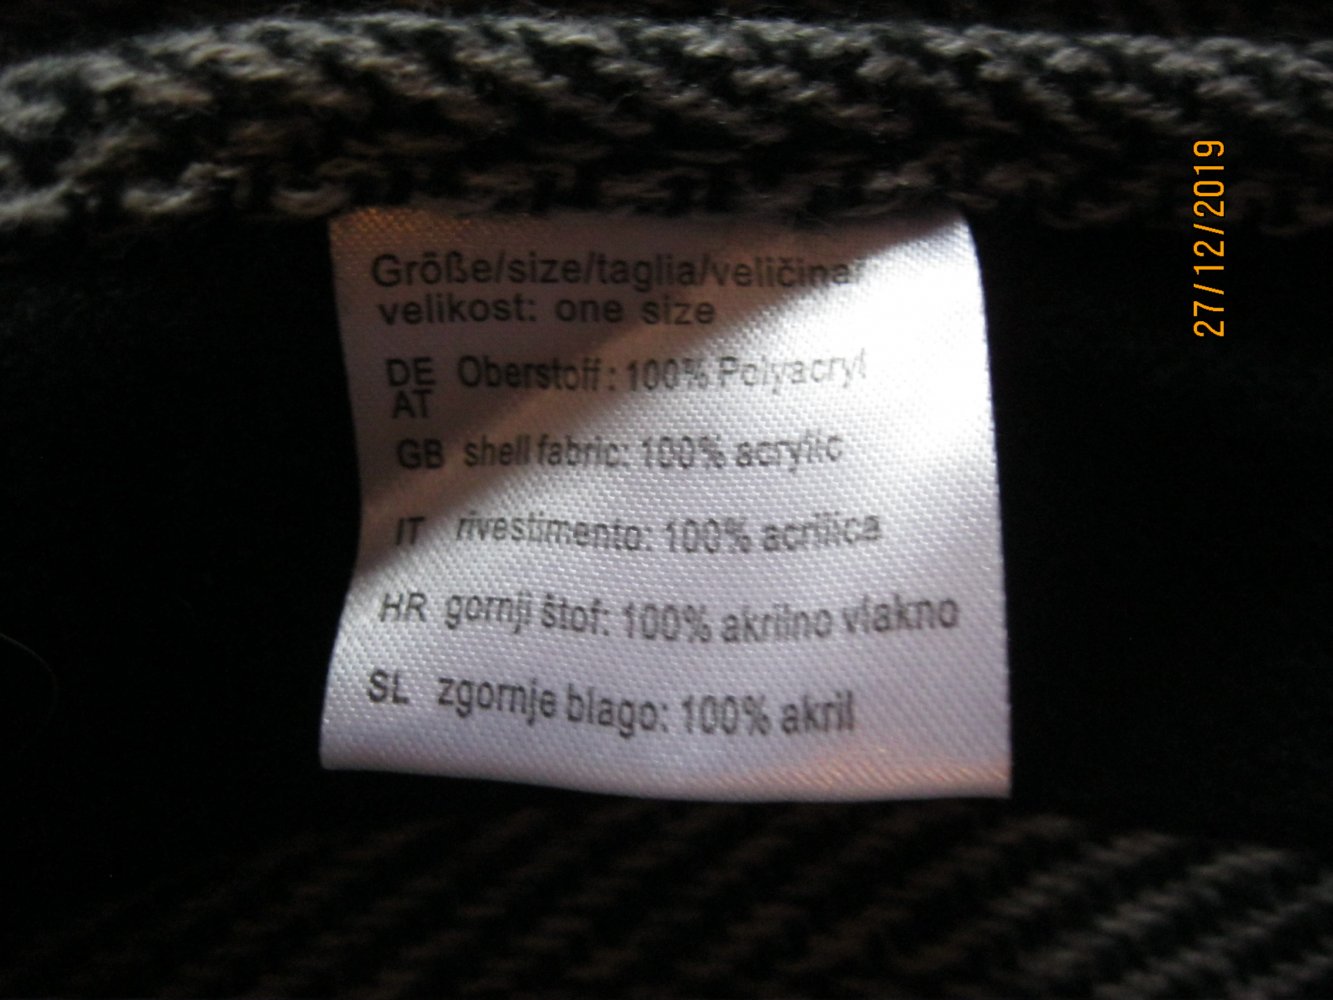 Größe/size/taglia/veličina/
velikost: one size
DE Oberstoff: 100% Polyacryl
AT
GB shell fabric: 100% acrylic
IT rivestimento: 100% acrilica
HR gornji štof: 100% akrilno vlakno
SL zgornje blago: 100% akril
27/12/2019